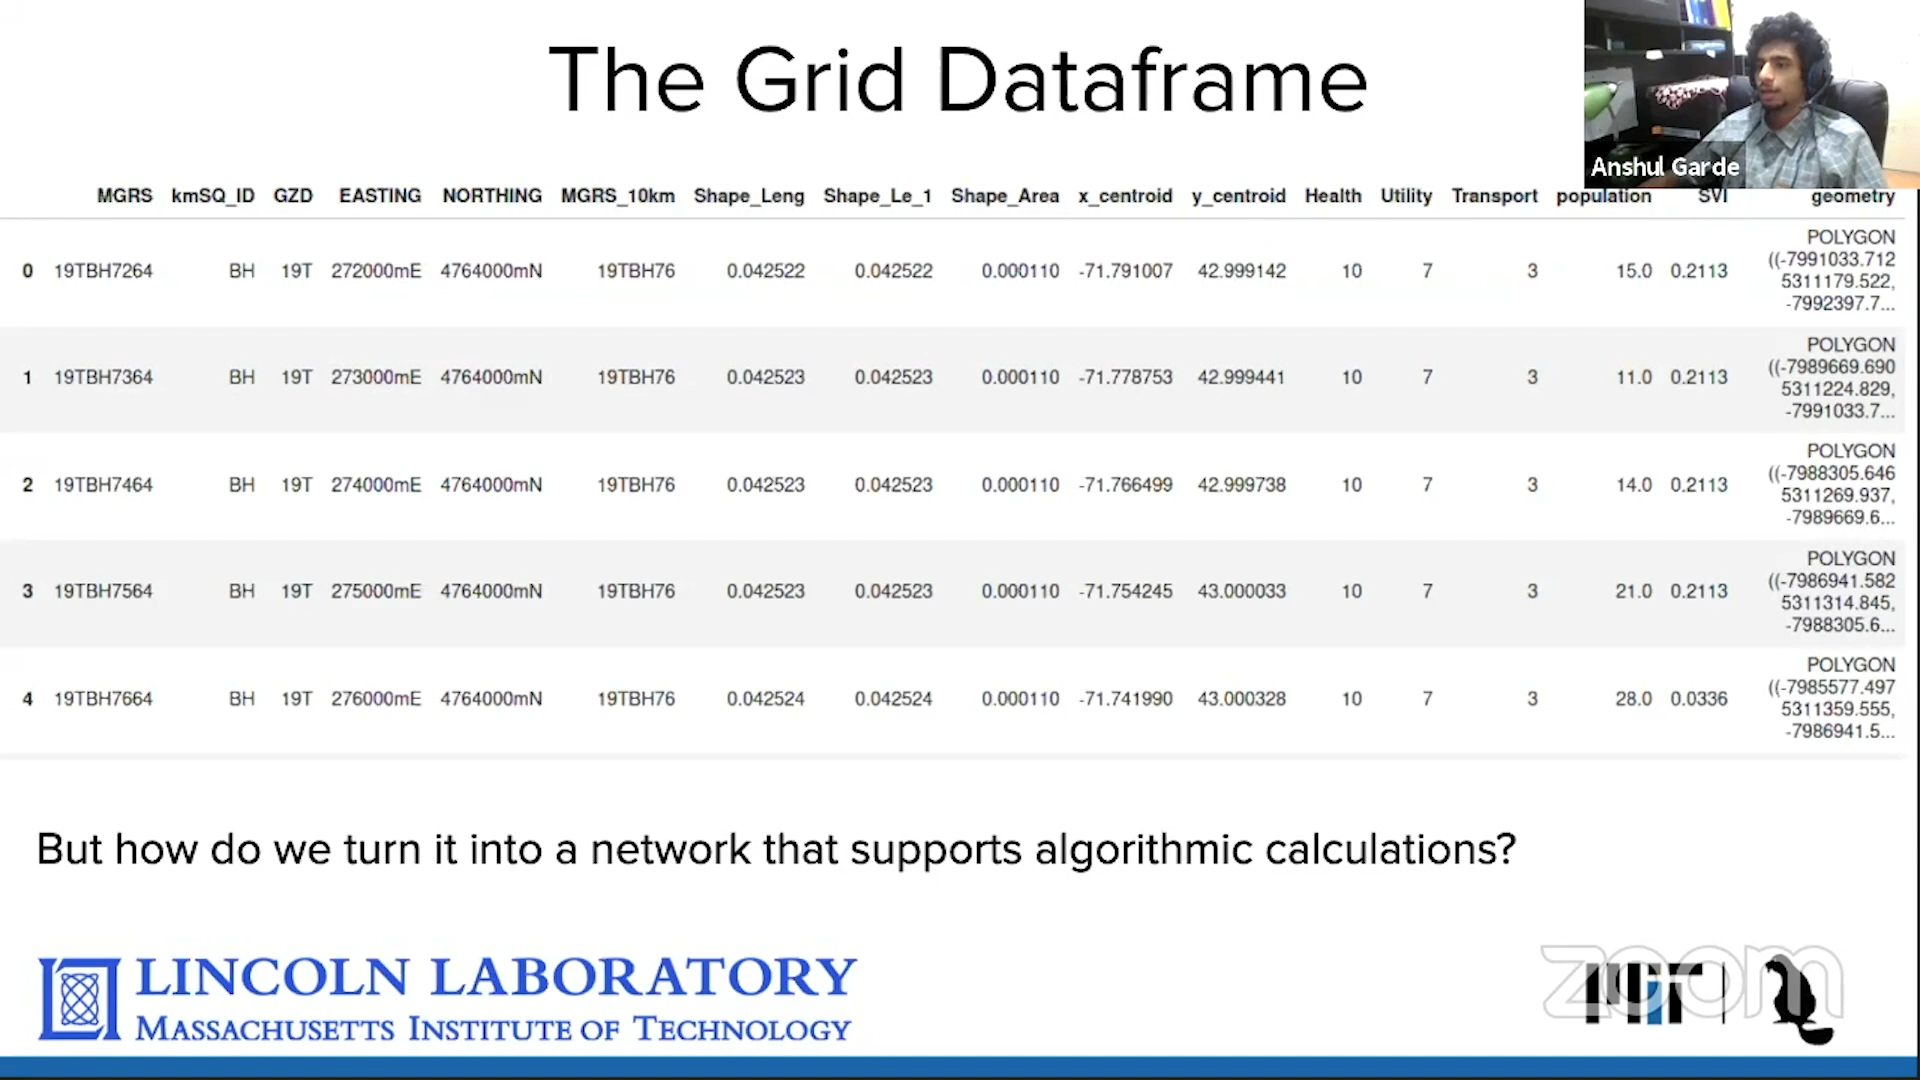 The Grid Dataframe
Anshul Garde
MGRS kmSQ_ID GZD EASTING NORTHING MGRS_10km Shape_Leng Shape_Le_1 Shape_Area x_centroid y_centroid Health Utility Transport population SVI geometry
0 19TBH7264 BH 19T 272000mE 4764000mN 19TBH76 0.042522 0.042522 0.000110 -71.791007 42.999142 10 7 3 15.0 0.2113 POLYGON
((-7991033.712
5311179.522,
-7992397.7...
1 19TBH7364 BH 19T 273000mE 4764000mN 19TBH76 0.042523 0.042523 0.000110 -71.778753 42.999441 10 7 3 11.0 0.2113 POLYGON
((-7989669.690
5311224.829,
-7991033.7...
2 19TBH7464 BH 19T 274000mE 4764000mN 19TBH76 0.042523 0.042523 0.000110 -71.766499 42.999738 10 7 3 14.0 0.2113 POLYGON
((-7988305.646
5311269.937,
-7989669.6...
3 19TBH7564 BH 19T 275000mE 4764000mN 19TBH76 0.042523 0.042523 0.000110 -71.754245 43.000033 10 7 3 21.0 0.2113 POLYGON
((-7986941.582
5311314.845,
-7988305.6...
4 19TBH7664 BH 19T 276000mE 4764000mN 19TBH76 0.042524 0.042524 0.000110 -71.741990 43.000328 10 7 3 28.0 0.0336 POLYGON
((-7985577.497
5311359.555,
-7986941.5...
But how do we turn it into a network that supports algorithmic calculations?
LINCOLN LABORATORY
MASSACHUSETTS INSTITUTE OF TECHNOLOGY
zoom
MIT